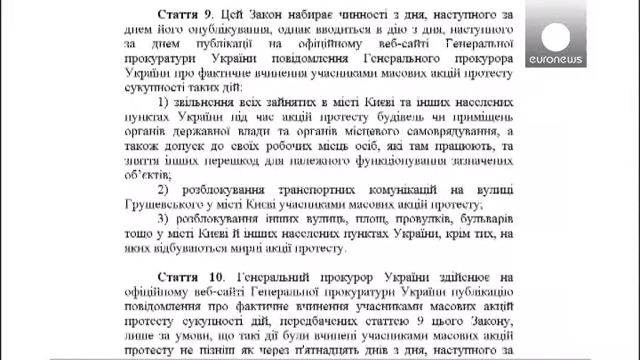 Стаття 9. Цей Закон набирає чинності з дня, наступного за
днем його опублікування, однак вводиться в дію з дня, наступного
за днем публікації на офіційному веб-сайті Генеральної
прокуратури України повідомлення Генерального прокурора
України про фактичне вчинення учасниками масових акцій протесту
сукупності таких дій:
1) звільнення всіх зайнятих в місті Києві та інших населених
пунктах України під час акцій протесту будівель чи приміщень
органів державної влади та органів місцевого самоврядування, а
також допуск до своїх робочих місць осіб, які там працюють, та
зняття інших перешкод для належного функціонування зазначених
об'єктів;
2) розблокування транспортних комунікацій на вулиці
Грушевського у місті Києві учасниками масових акцій протесту;
3) розблокування інших вулиць, площ, провулків, бульварів
тощо у місті Києві й інших населених пунктах України, крім тих, на
яких відбуваються мирні акції протесту.
Стаття 10. Генеральний прокурор України здійснює на
офіційному веб-сайті Генеральної прокуратури України публікацію
повідомлення про фактичне вчинення учасниками масових акцій
протесту сукупності дій, передбачених статтею 9 цього Закону,
лише за умови, що такі дії були вчинені учасниками масових акцій
протесту не пізніш як через п'ятнадцять днів з дня, наступного за
euronews